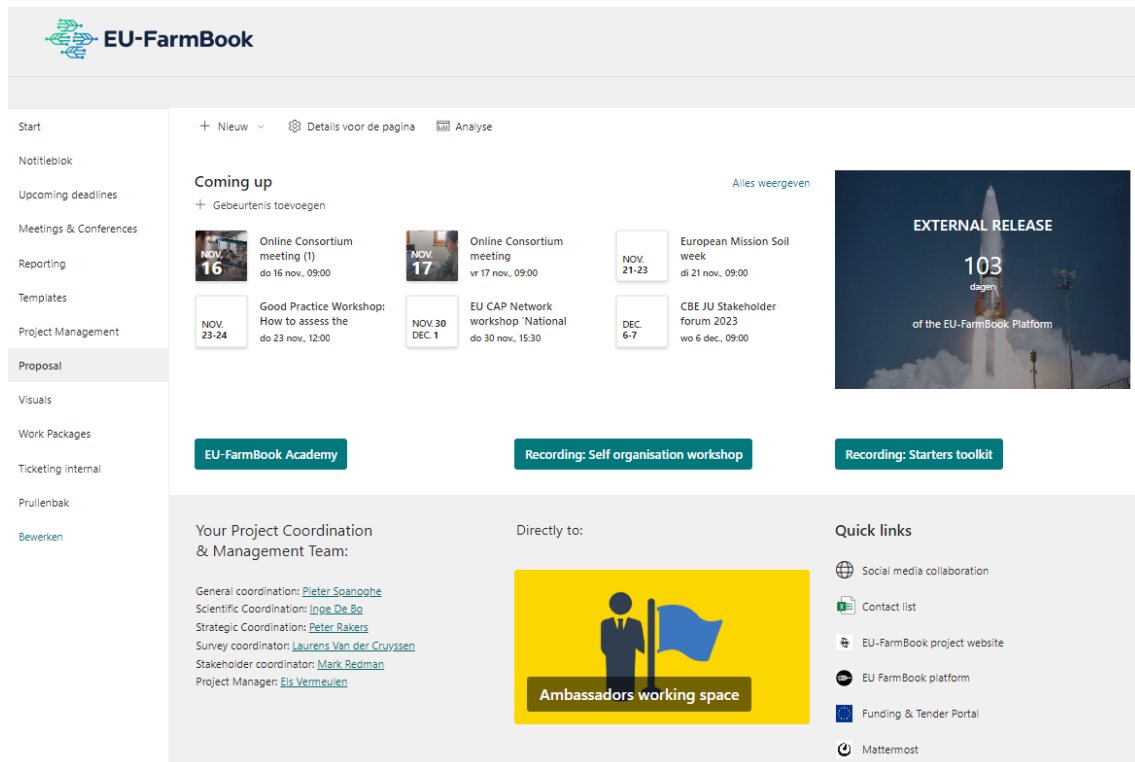 EU-FarmBook
Start
Notitieblok
Upcoming deadlines
Meetings & Conferences
Reporting
Templates
Project Management
Proposal
Visuals
Work Packages
Ticketing internal
Prullenbak
Bewerken
Nieuw
Details voor de pagina
Analyse
Coming up
Alles weergeven
Gebeurtenis toevoegen
NOV.
16
Online Consortium
meeting (1)
do 16 nov., 09:00
NOV.
17
Online Consortium
meeting
vr 17 nov., 09:00
NOV.
21-23
European Mission Soil
week
di 21 nov., 09:00
NOV.
23-24
Good Practice Workshop:
How to assess the
do 23 nov., 12:00
NOV. 30
DEC. 1
EU CAP Network
workshop `National
do 30 nov., 15:30
DEC.
6-7
CBE JU Stakeholder
forum 2023
wo 6 dec., 09:00
EXTERNAL RELEASE
103
dagen
of the EU-FarmBook Platform
EU-FarmBook Academy
Recording: Self organisation workshop
Recording: Starters toolkit
Your Project Coordination
& Management Team:
General coordination: Pieter Spanoghe
Scientific Coordination: Inge De Bo
Strategic Coordination: Peter Rakers
Survey coordinator: Laurens Van der Cruyssen
Stakeholder coordinator: Mark Redman
Project Manager: Els Vermeulen
Directly to:
Ambassadors working space
Quick links
Social media collaboration
Contact list
EU-FarmBook project website
EU FarmBook platform
Funding & Tender Portal
Mattermost